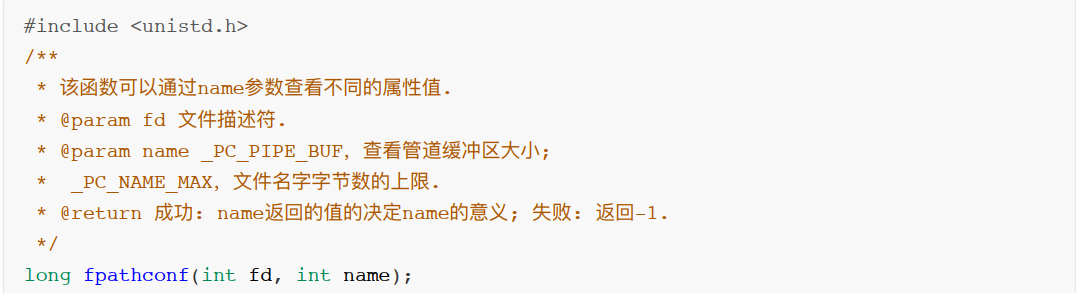 #include <unistd.h>
/**
 * 该函数可以通过name参数查看不同的属性值.
 * @param fd 文件描述符.
 * @param name _PC_PIPE_BUF，查看管道缓冲区大小;
 *  _PC_NAME_MAX，文件名字字节数的上限.
 * @return 成功: name返回的值的决定name的意义; 失败: 返回-1.
 */
long fpathconf(int fd, int name);